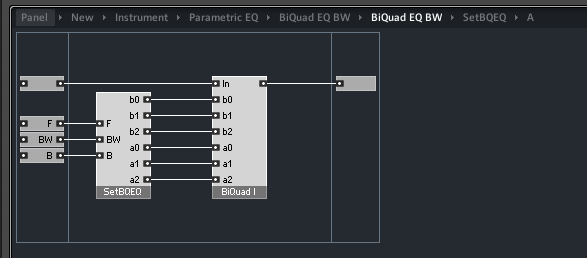 Panel ▸ New ▸ Instrument ▸ Parametric EQ ▸ BiQuad EQ BW ▸ BiQuad EQ BW ▸ SetBQEQ ▸ A
In
b0 b0
b1 b1
F F b2 b2
BW BW a0 a0
B B a1 a1
a2 a2
SetBQEQ BiQuad I